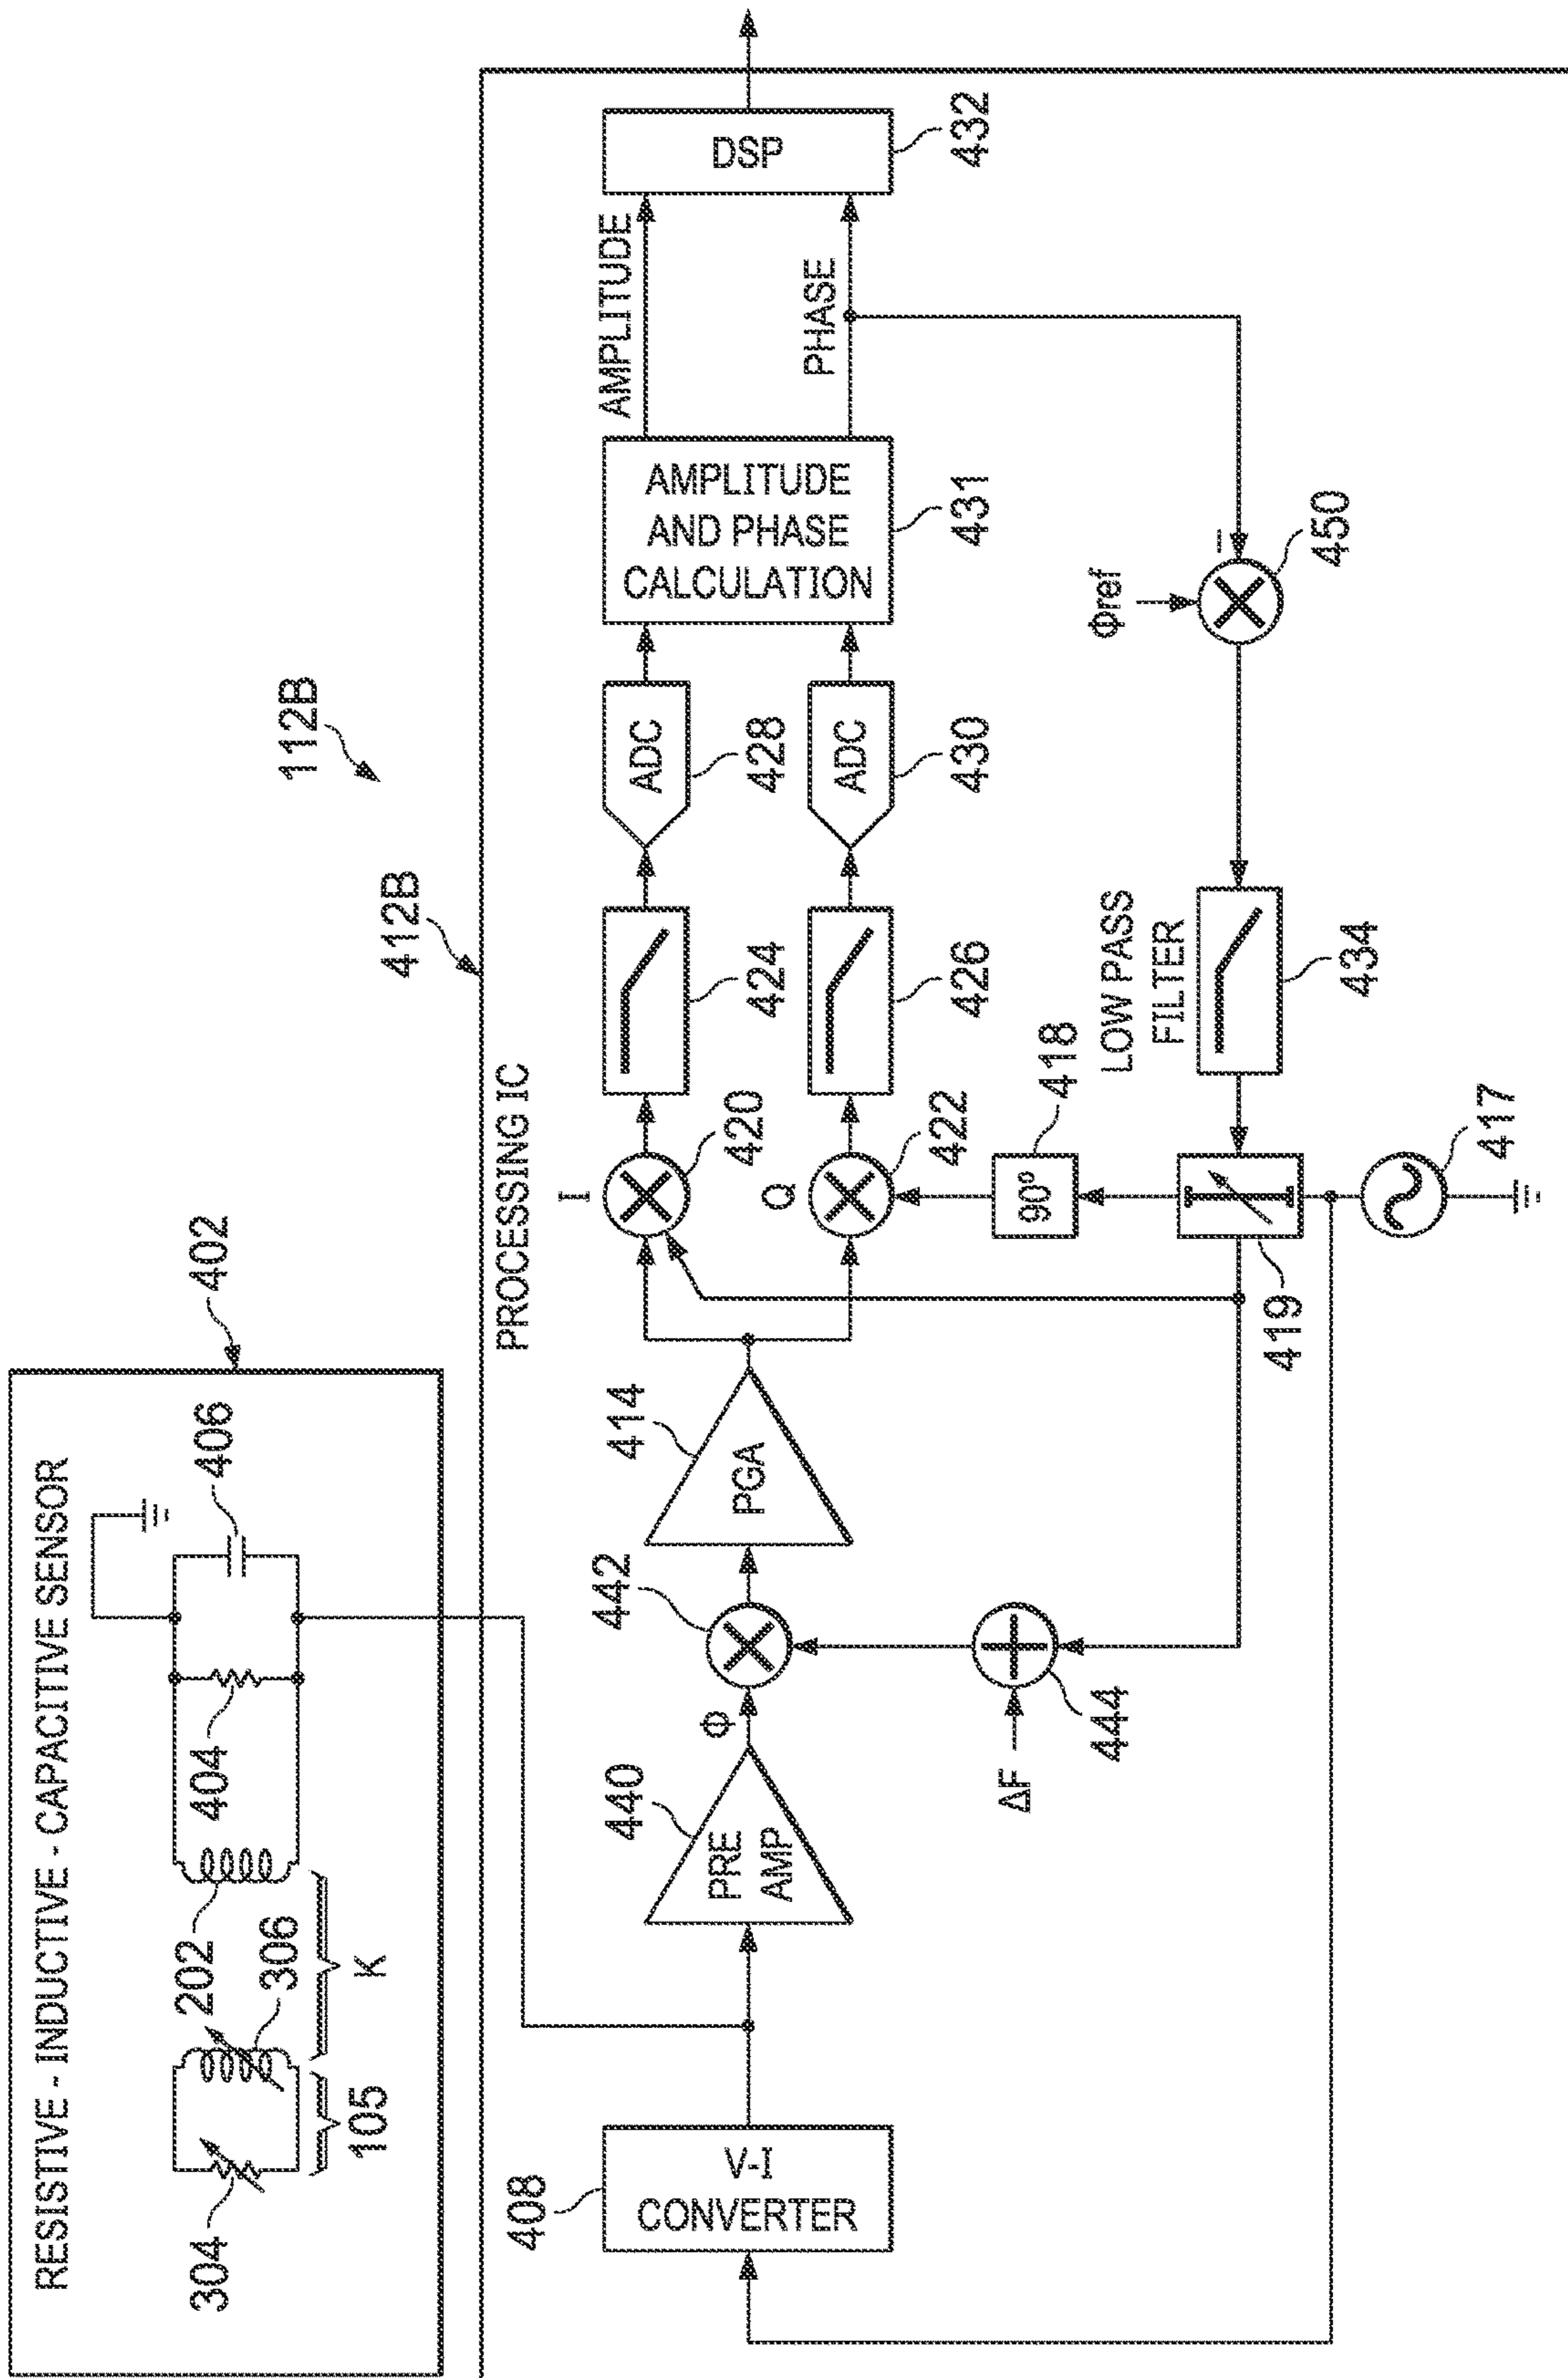 RESISTIVE - INDUCTIVE - CAPACITIVE SENSOR
402
304
105
306
202
K
404
406
112B
412B
PROCESSING IC
408
V-I
CONVERTER
440
PRE
AMP
Φ
442
ΔF
444
414
PGA
I
420
Q
422
90°
418
419
417
424
426
ADC
428
ADC
430
AMPLITUDE
AND PHASE
CALCULATION
431
AMPLITUDE
PHASE
DSP
432
Φref
–
450
LOW PASS
FILTER
434